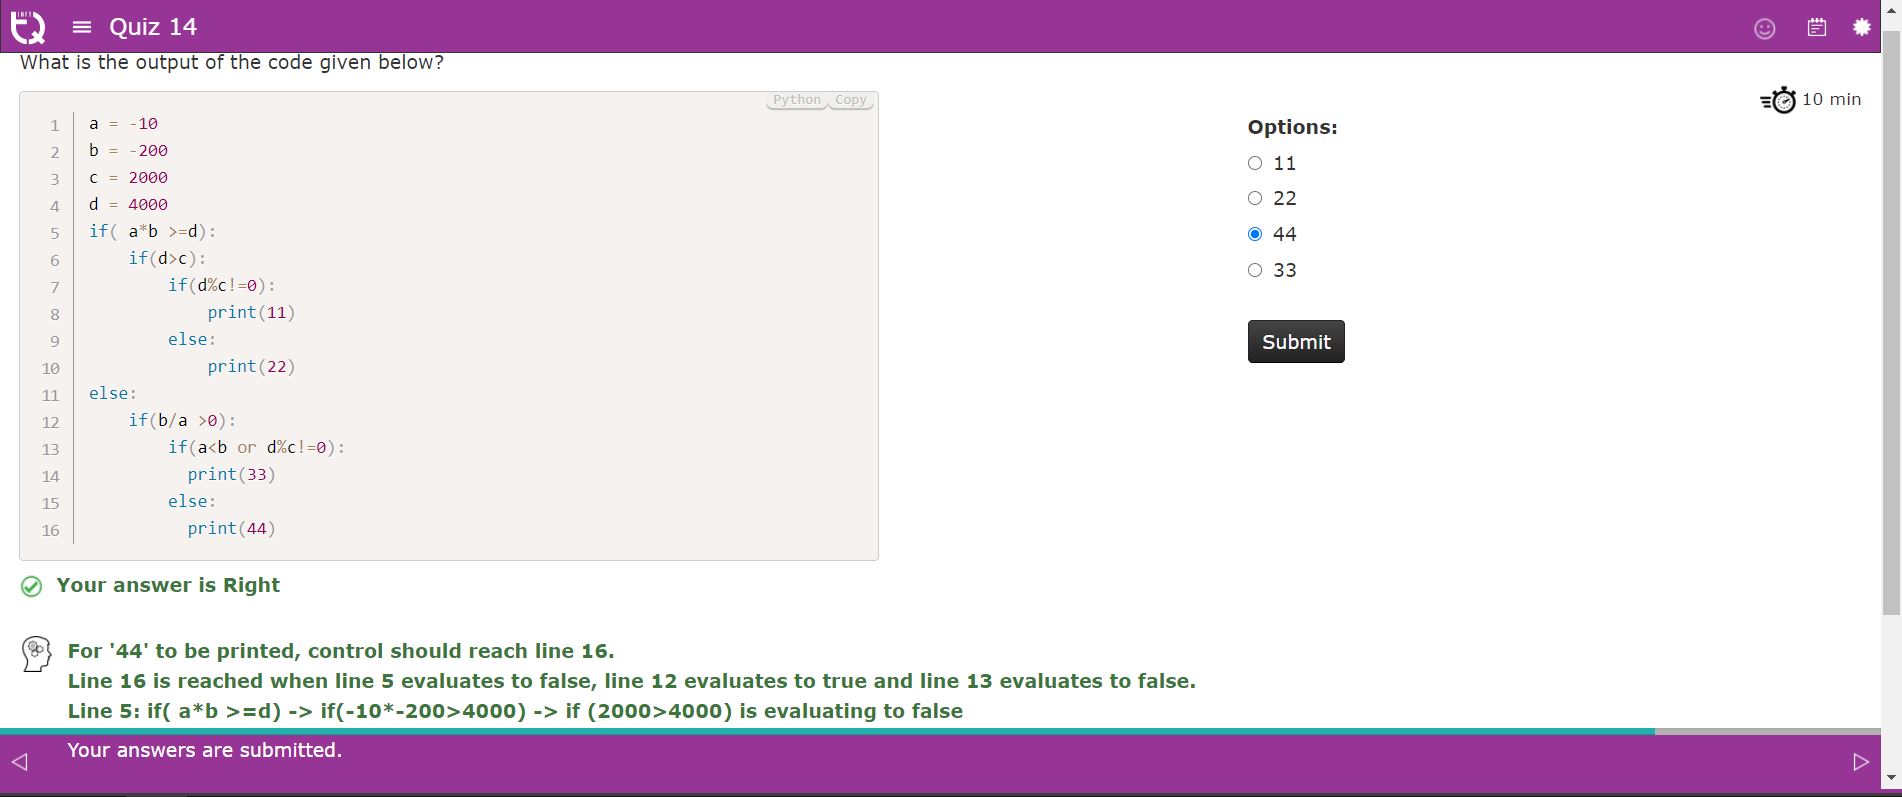 INFY
TQ
Quiz 14
What is the output of the code given below?
Python Copy
10 min
1 a = -10
2 b = -200
3 c = 2000
4 d = 4000
5 if( a*b >=d):
6     if(d>c):
7         if(d%c!=0):
8             print(11)
9         else:
10             print(22)
11 else:
12     if(b/a >0):
13         if(a<b or d%c!=0):
14           print(33)
15         else:
16           print(44)
Options:
11
22
44
33
Submit
Your answer is Right
For '44' to be printed, control should reach line 16.
Line 16 is reached when line 5 evaluates to false, line 12 evaluates to true and line 13 evaluates to false.
Line 5: if( a*b >=d) -> if(-10*-200>4000) -> if (2000>4000) is evaluating to false
Your answers are submitted.